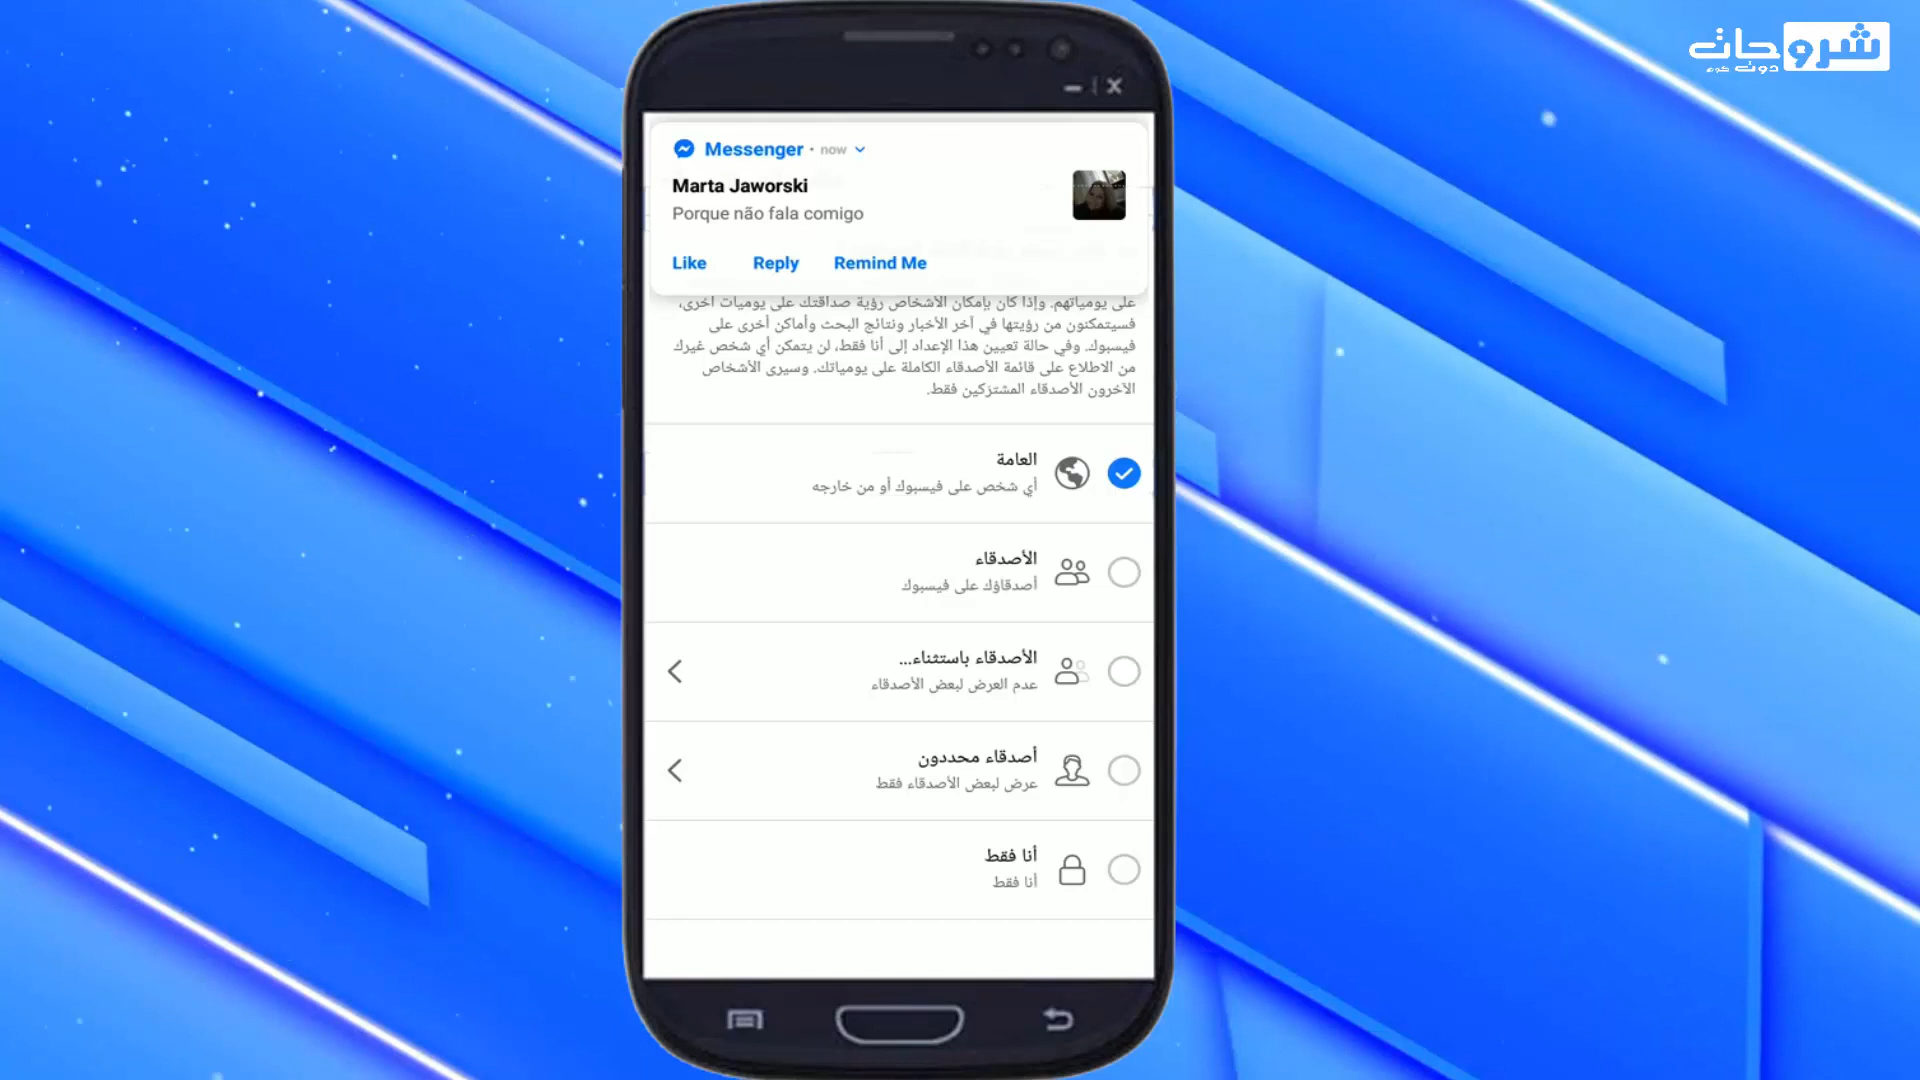 شروحات
دوت كوم
Messenger · now
Marta Jaworski
Porque não fala comigo
Like Reply Remind Me
على يومياتهم. وإذا كان بإمكان الأشخاص رؤية صداقتك على يوميات أخرى،
فسيتمكنون من رؤيتها في آخر الأخبار ونتائج البحث وأماكن أخرى على
فيسبوك. وفي حالة تعيين هذا الإعداد إلى أنا فقط، لن يتمكن أي شخص غيرك
من الاطلاع على قائمة الأصدقاء الكاملة على يومياتك. وسيرى الأشخاص
الآخرون الأصدقاء المشتركين فقط.
العامة
أي شخص على فيسبوك أو من خارجه
الأصدقاء
أصدقاؤك على فيسبوك
الأصدقاء باستثناء...
عدم العرض لبعض الأصدقاء
أصدقاء محددون
عرض لبعض الأصدقاء فقط
أنا فقط
أنا فقط